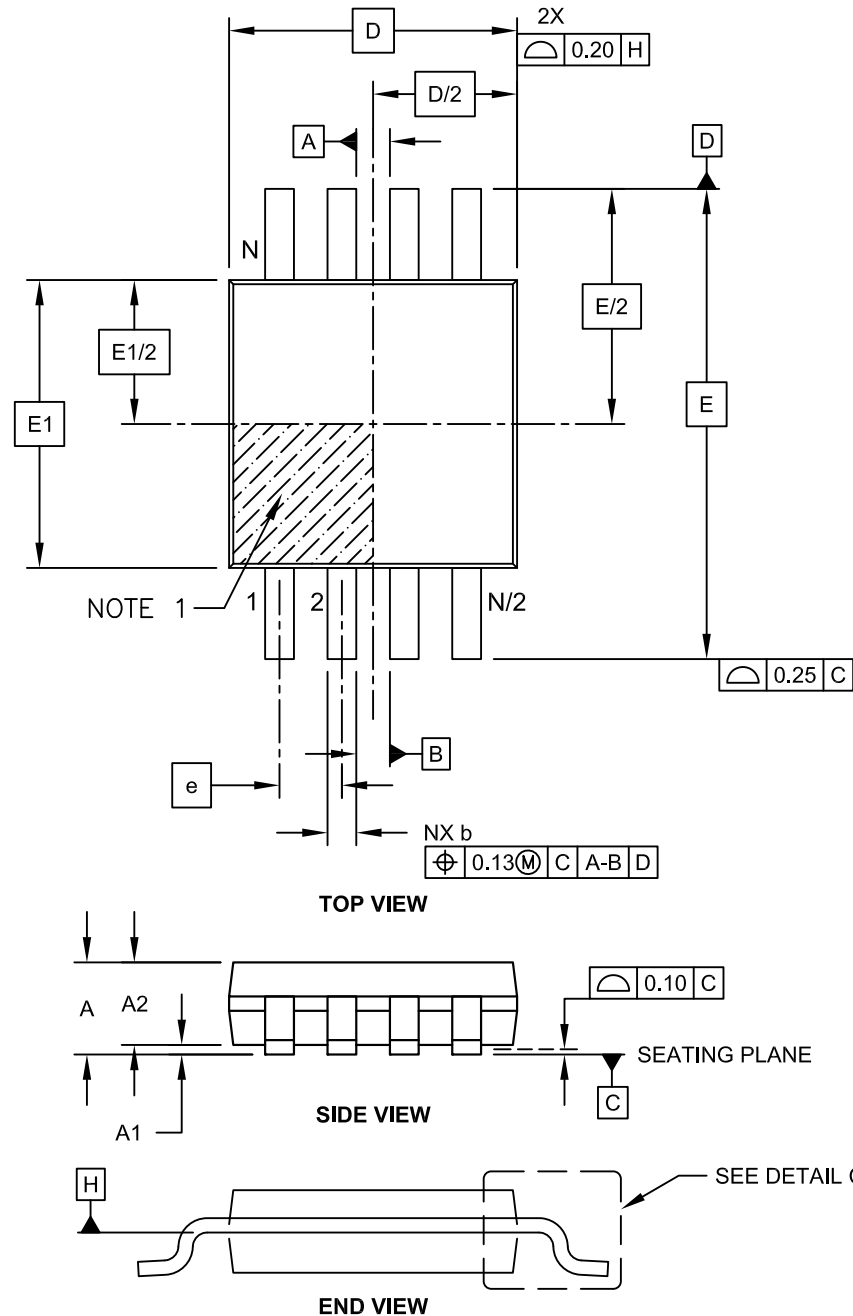 D
2X
⌓ 0.20 H
D/2
A
D
N
E1/2
E/2
E1
E
NOTE 1
1
2
N/2
⌓ 0.25 C
B
e
NX b
⌖ 0.13Ⓜ C A-B D
TOP VIEW
A
A2
⌓ 0.10 C
SEATING PLANE
C
SIDE VIEW
A1
H
SEE DETAIL C
END VIEW